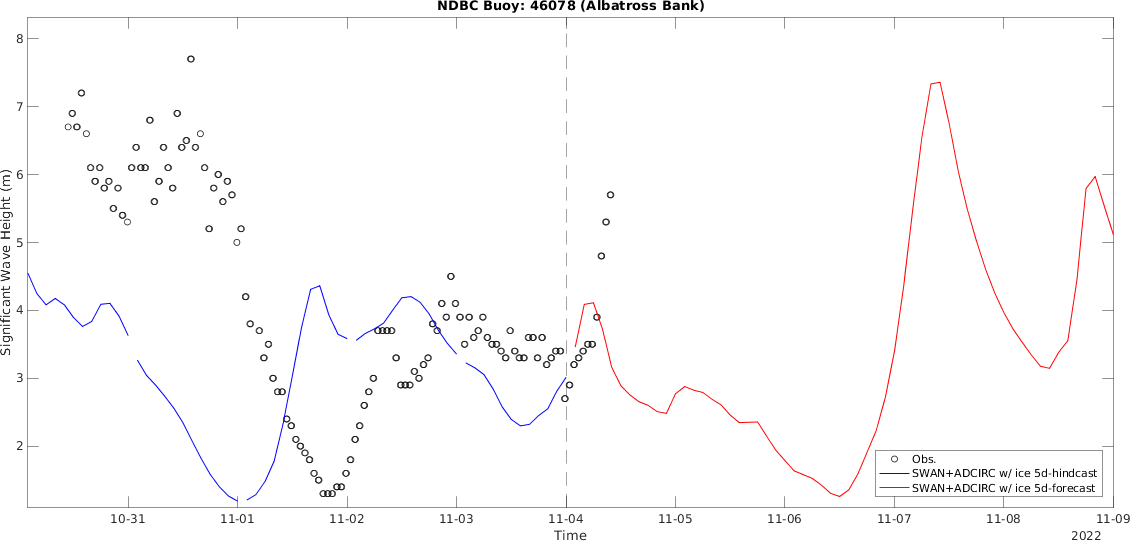 NDBC Buoy: 46078 (Albatross Bank)
Significant Wave Height (m)
8
7
6
5
4
3
2
Obs.
SWAN+ADCIRC w/ ice 5d-hindcast
SWAN+ADCIRC w/ ice 5d-forecast
10-31 11-01 11-02 11-03 11-04 11-05 11-06 11-07 11-08 11-09
Time
2022